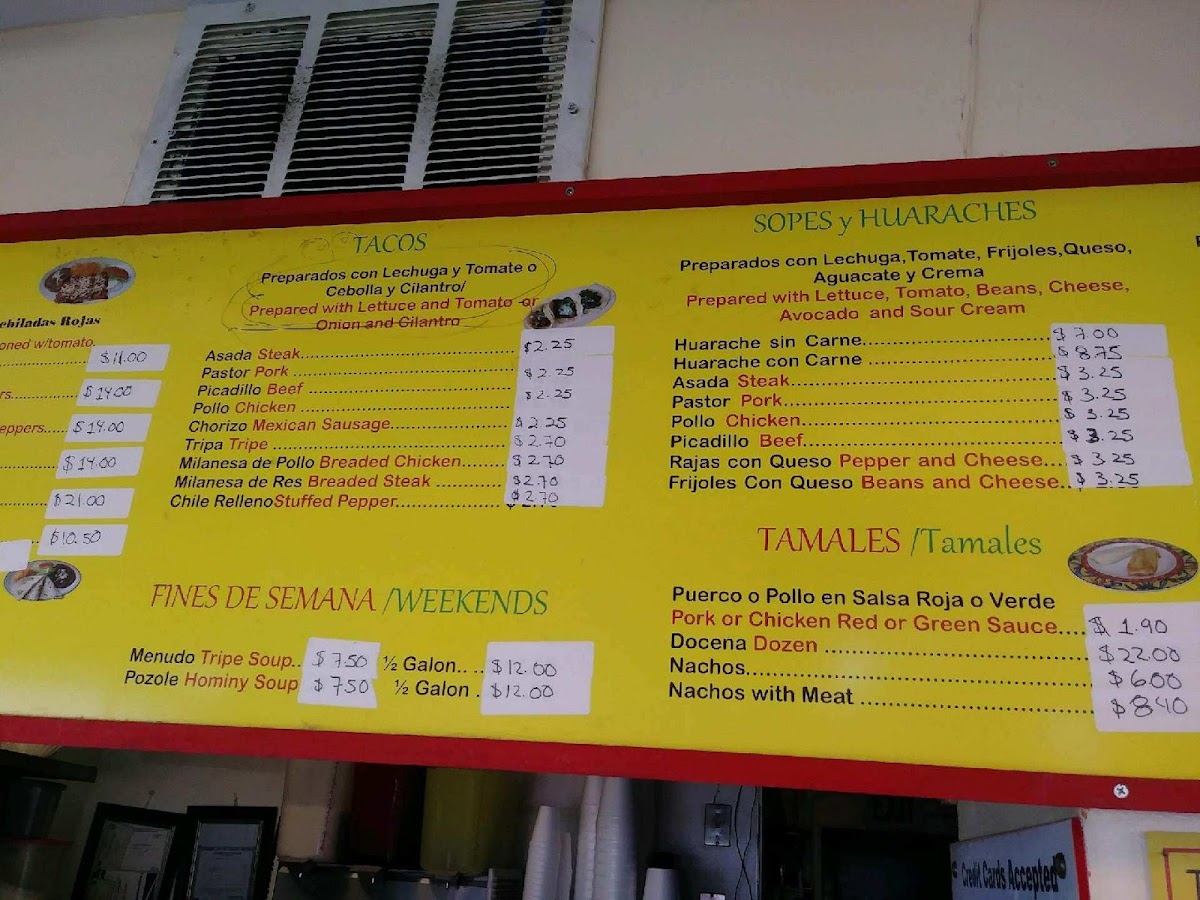 chiladas Rojas
oned w/tomato
$11.00
rs............ $14.00
eppers...... $14.00
$14.00
$21.00
$10.50
TACOS
Preparados con Lechuga y Tomate o
Cebolla y Cilantro/
Prepared with Lettuce and Tomato or
Onion and Cilantro
Asada Steak.................................... $2.25
Pastor Pork ..................................... $2.25
Picadillo Beef .................................. $2.25
Pollo Chicken ...................................
Chorizo Mexican Sausage.................... $2.25
Tripa Tripe ..................................... $2.70
Milanesa de Pollo Breaded Chicken....... $2.70
Milanesa de Res Breaded Steak ........... $2.70
Chile RellenoStuffed Pepper................ $2.70
FINES DE SEMANA /WEEKENDS
Menudo Tripe Soup.. $7.50 ½ Galon.. .. $12.00
Pozole Hominy Soup $7.50 ½ Galon . $12.00
SOPES y HUARACHES
Preparados con Lechuga,Tomate, Frijoles,Queso,
Aguacate y Crema
Prepared with Lettuce, Tomato, Beans, Cheese,
Avocado and Sour Cream
Huarache sin Carne................................ $7.00
Huarache con Carne ............................... $8.75
Asada Steak........................................... $3.25
Pastor Pork............................................ $3.25
Pollo Chicken......................................... $3.25
Picadillo Beef......................................... $3.25
Rajas con Queso Pepper and Cheese.... $3.25
Frijoles Con Queso Beans and Cheese.. $3.25
TAMALES /Tamales
Puerco o Pollo en Salsa Roja o Verde
Pork or Chicken Red or Green Sauce.... $1.90
Docena Dozen ....................................... $22.00
Nachos.................................................. $6.00
Nachos with Meat .................................. $8.40
Credit Cards Accepted